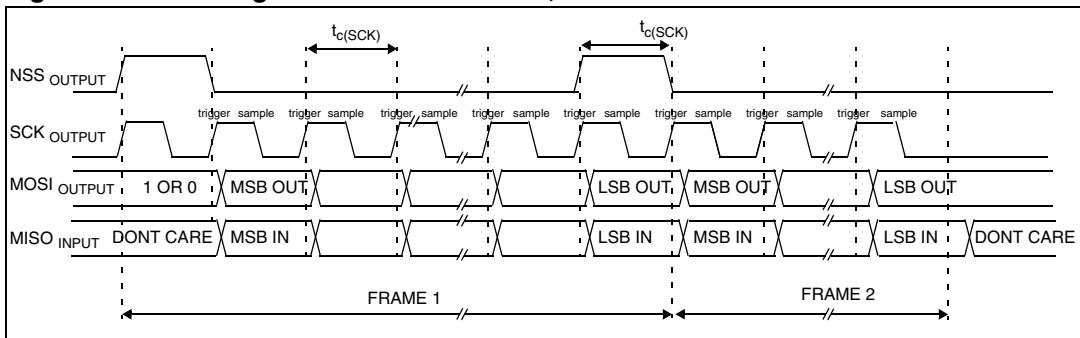 tc(SCK) tc(SCK)
NSS OUTPUT
trigger sample trigger sample trigger sample trigger sample trigger sample trigger sample trigger sample trigger sample
SCK OUTPUT
MOSI OUTPUT 1 OR 0 MSB OUT LSB OUT MSB OUT LSB OUT
MISO INPUT DONT CARE MSB IN LSB IN MSB IN LSB IN DONT CARE
FRAME 1 FRAME 2